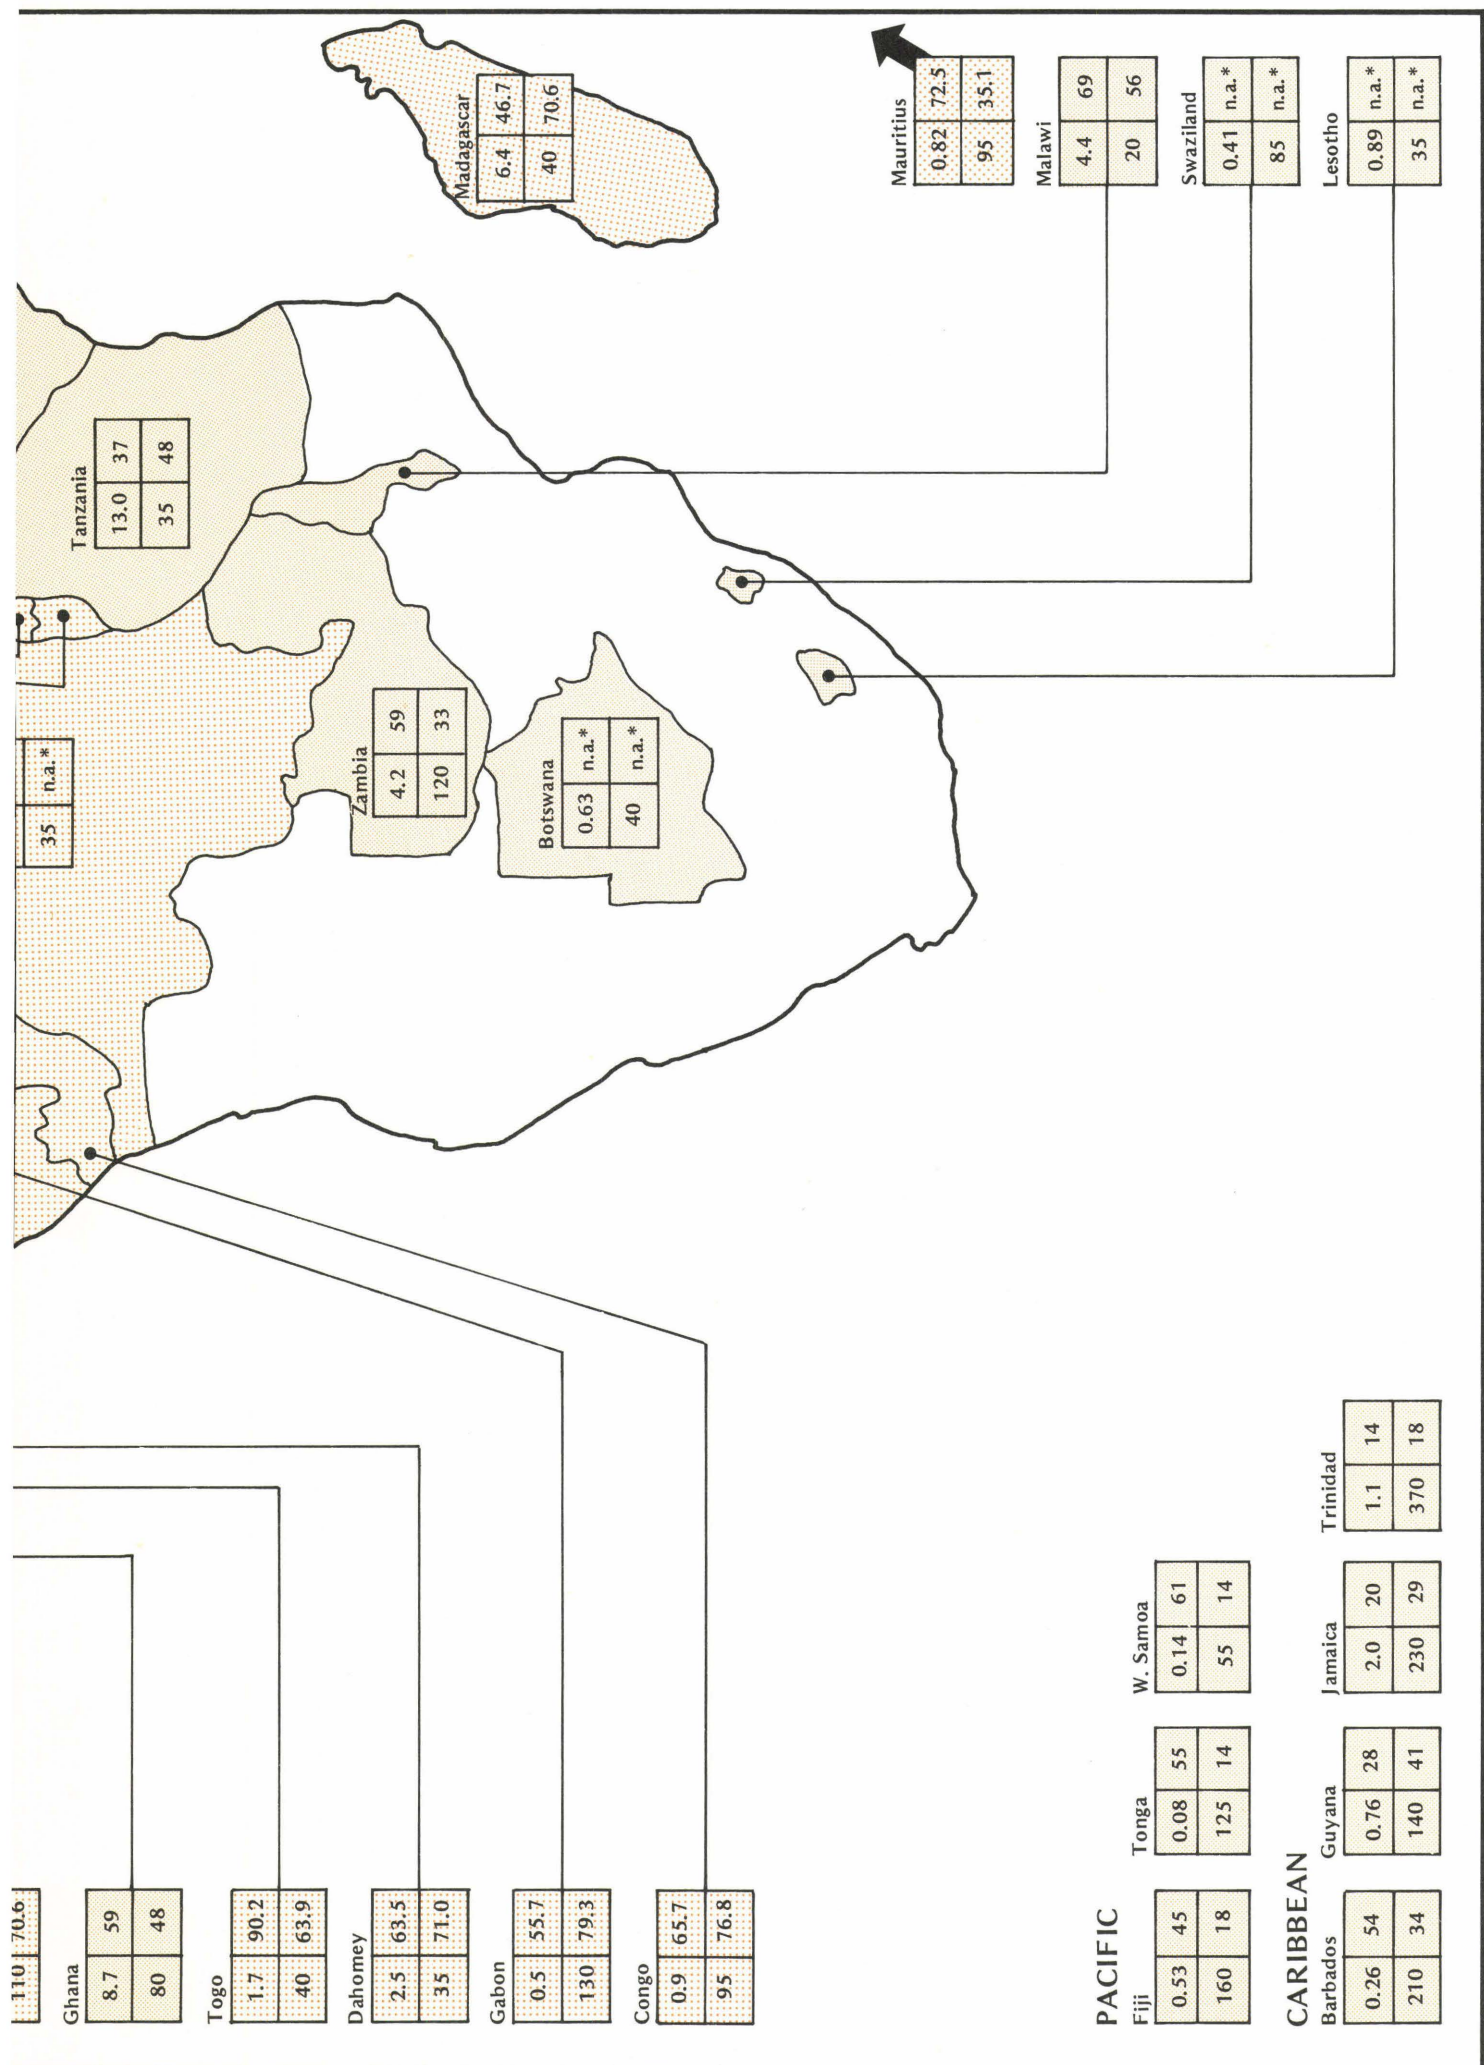 110 70.6
Ghana
8.7 59
80 48
Togo
1.7 90.2
40 63.9
Dahomey
2.5 63.5
35 71.0
Gabon
0.5 55.7
130 79.3
Congo
0.9 65.7
95 76.8
35 n.a.*
Tanzania
13.0 37
35 48
Zambia
4.2 59
120 33
Botswana
0.63 n.a.*
40 n.a.*
Madagascar
6.4 46.7
40 70.6
Mauritius
0.82 72.5
95 35.1
Malawi
4.4 69
20 56
Swaziland
0.41 n.a.*
85 n.a.*
Lesotho
0.89 n.a.*
35 n.a.*
PACIFIC
Fiji
0.53 45
160 18
Tonga
0.08 55
125 14
W. Samoa
0.14 61
55 14
CARIBBEAN
Barbados
0.26 54
210 34
Guyana
0.76 28
140 41
Jamaica
2.0 20
230 29
Trinidad
1.1 14
370 18